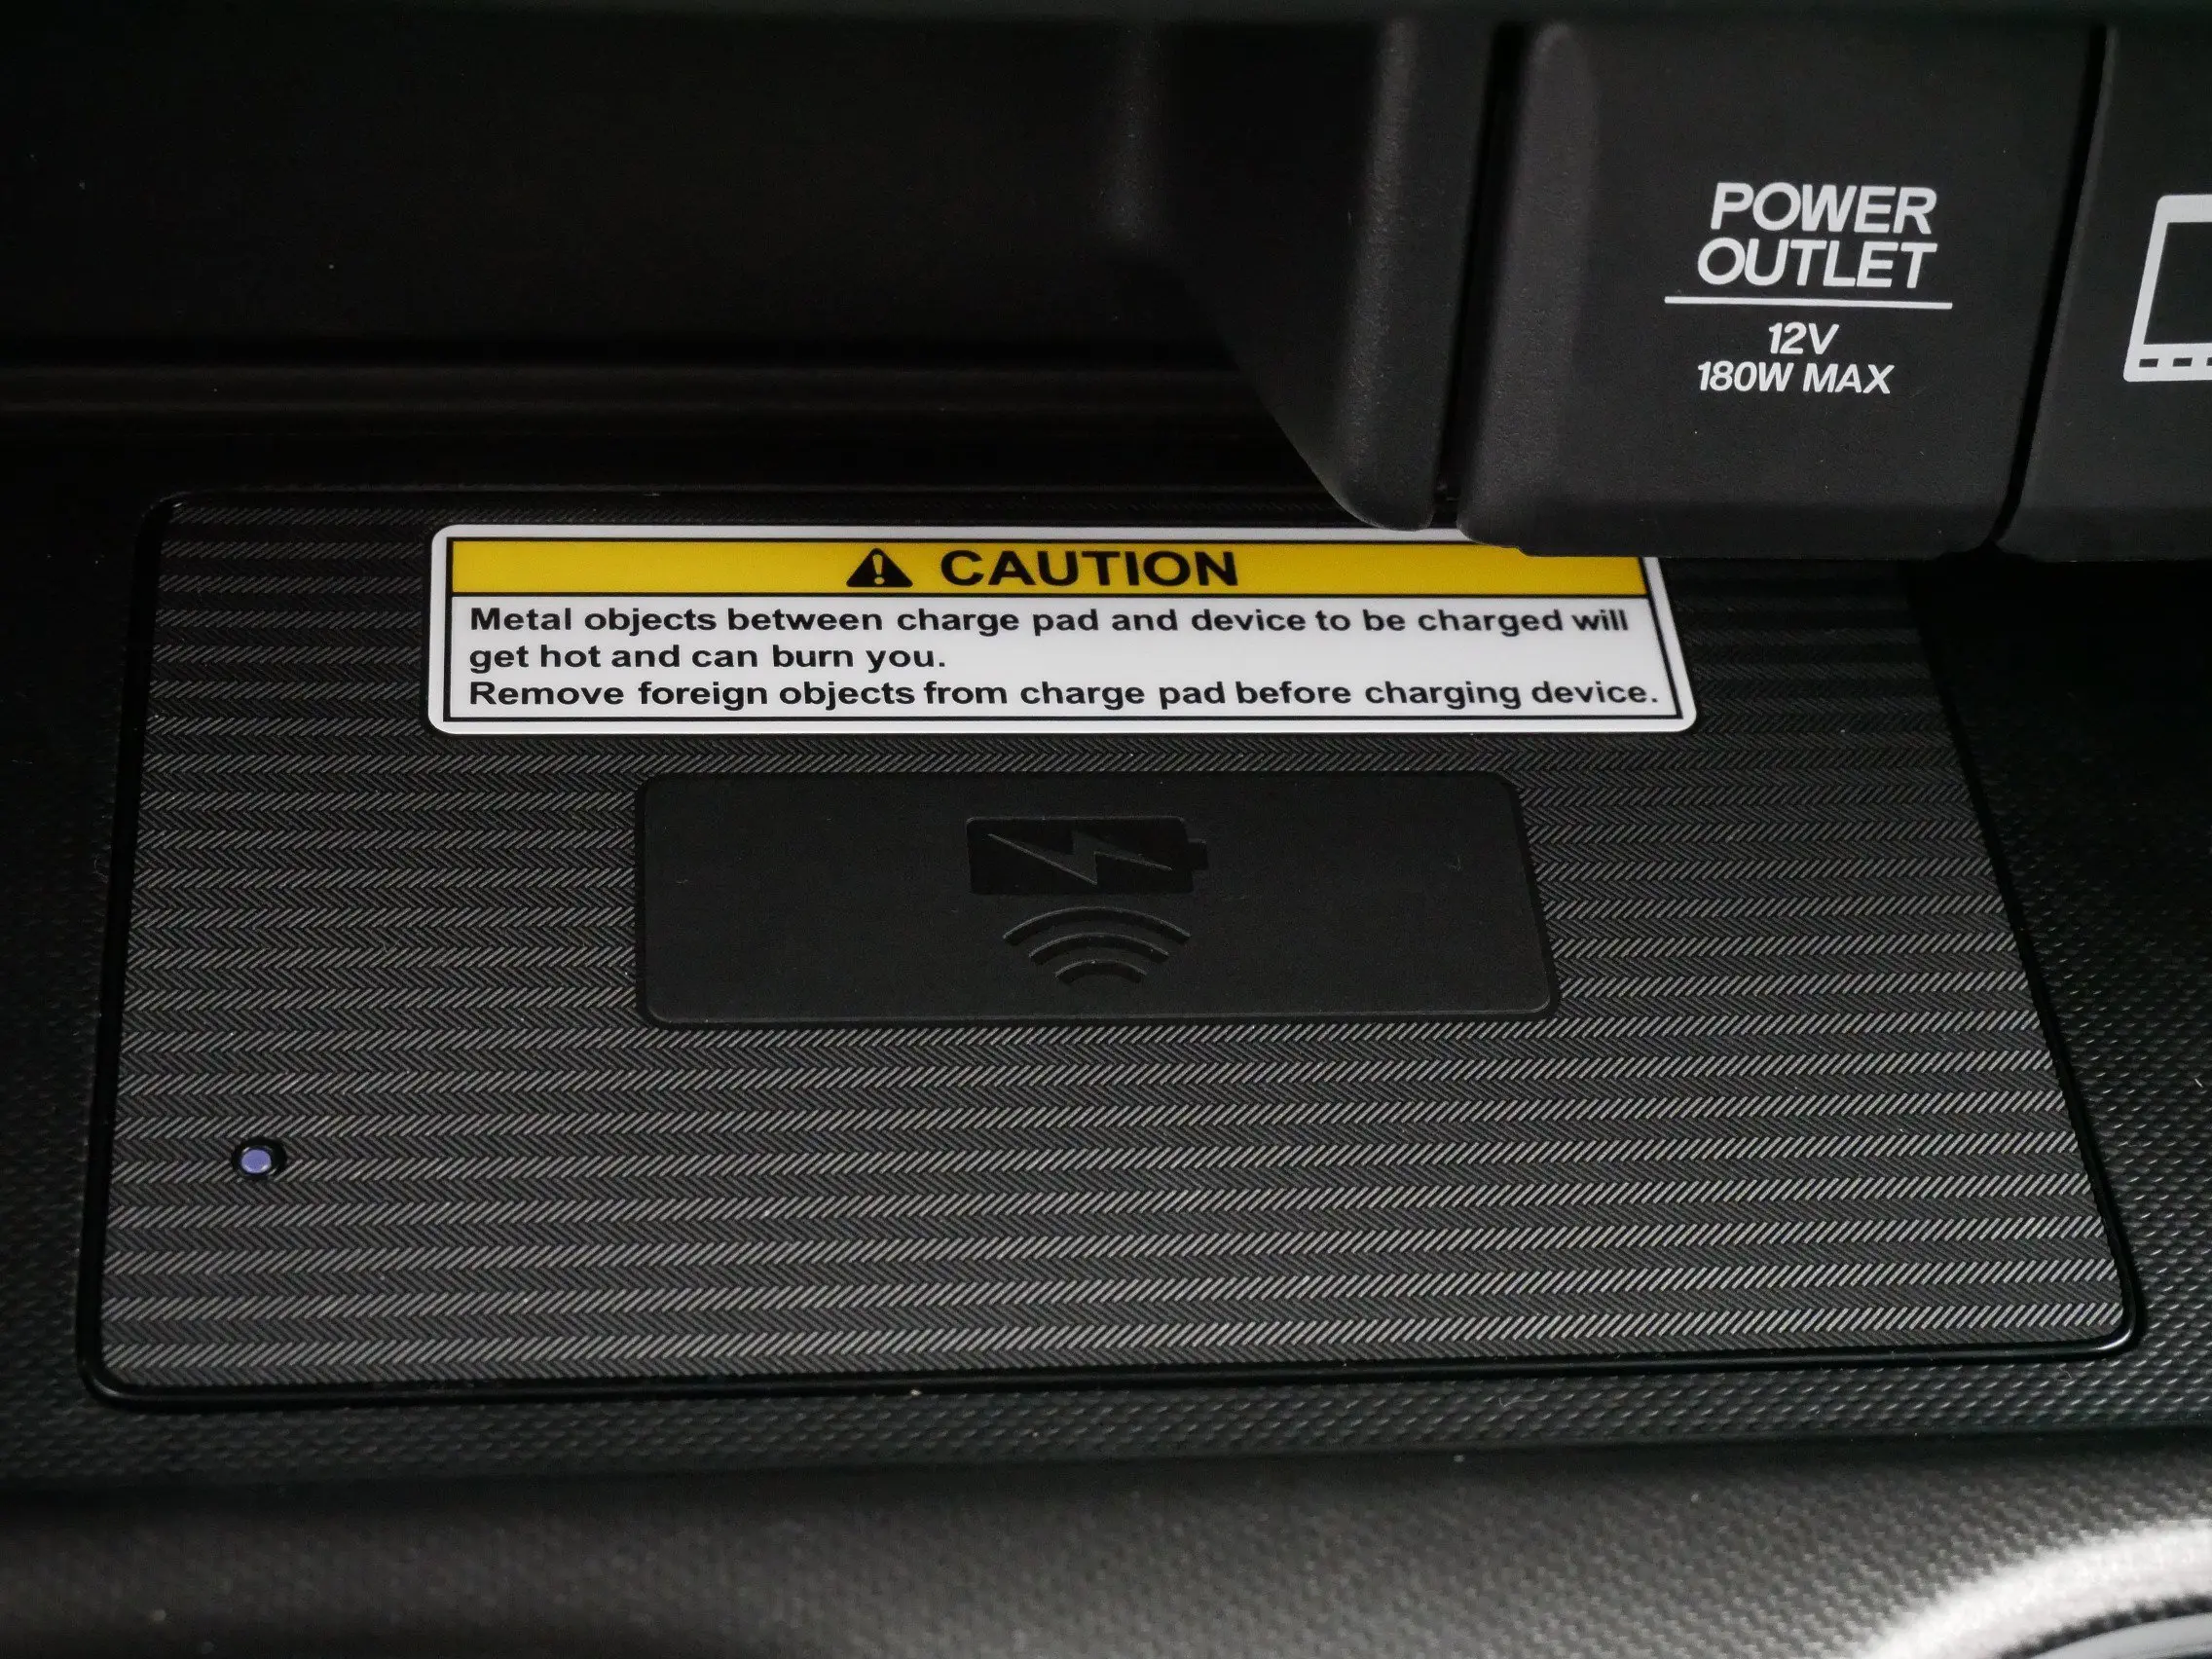 POWER
OUTLET
12V
180W MAX
CAUTION
Metal objects between charge pad and device to be charged will
get hot and can burn you.
Remove foreign objects from charge pad before charging device.